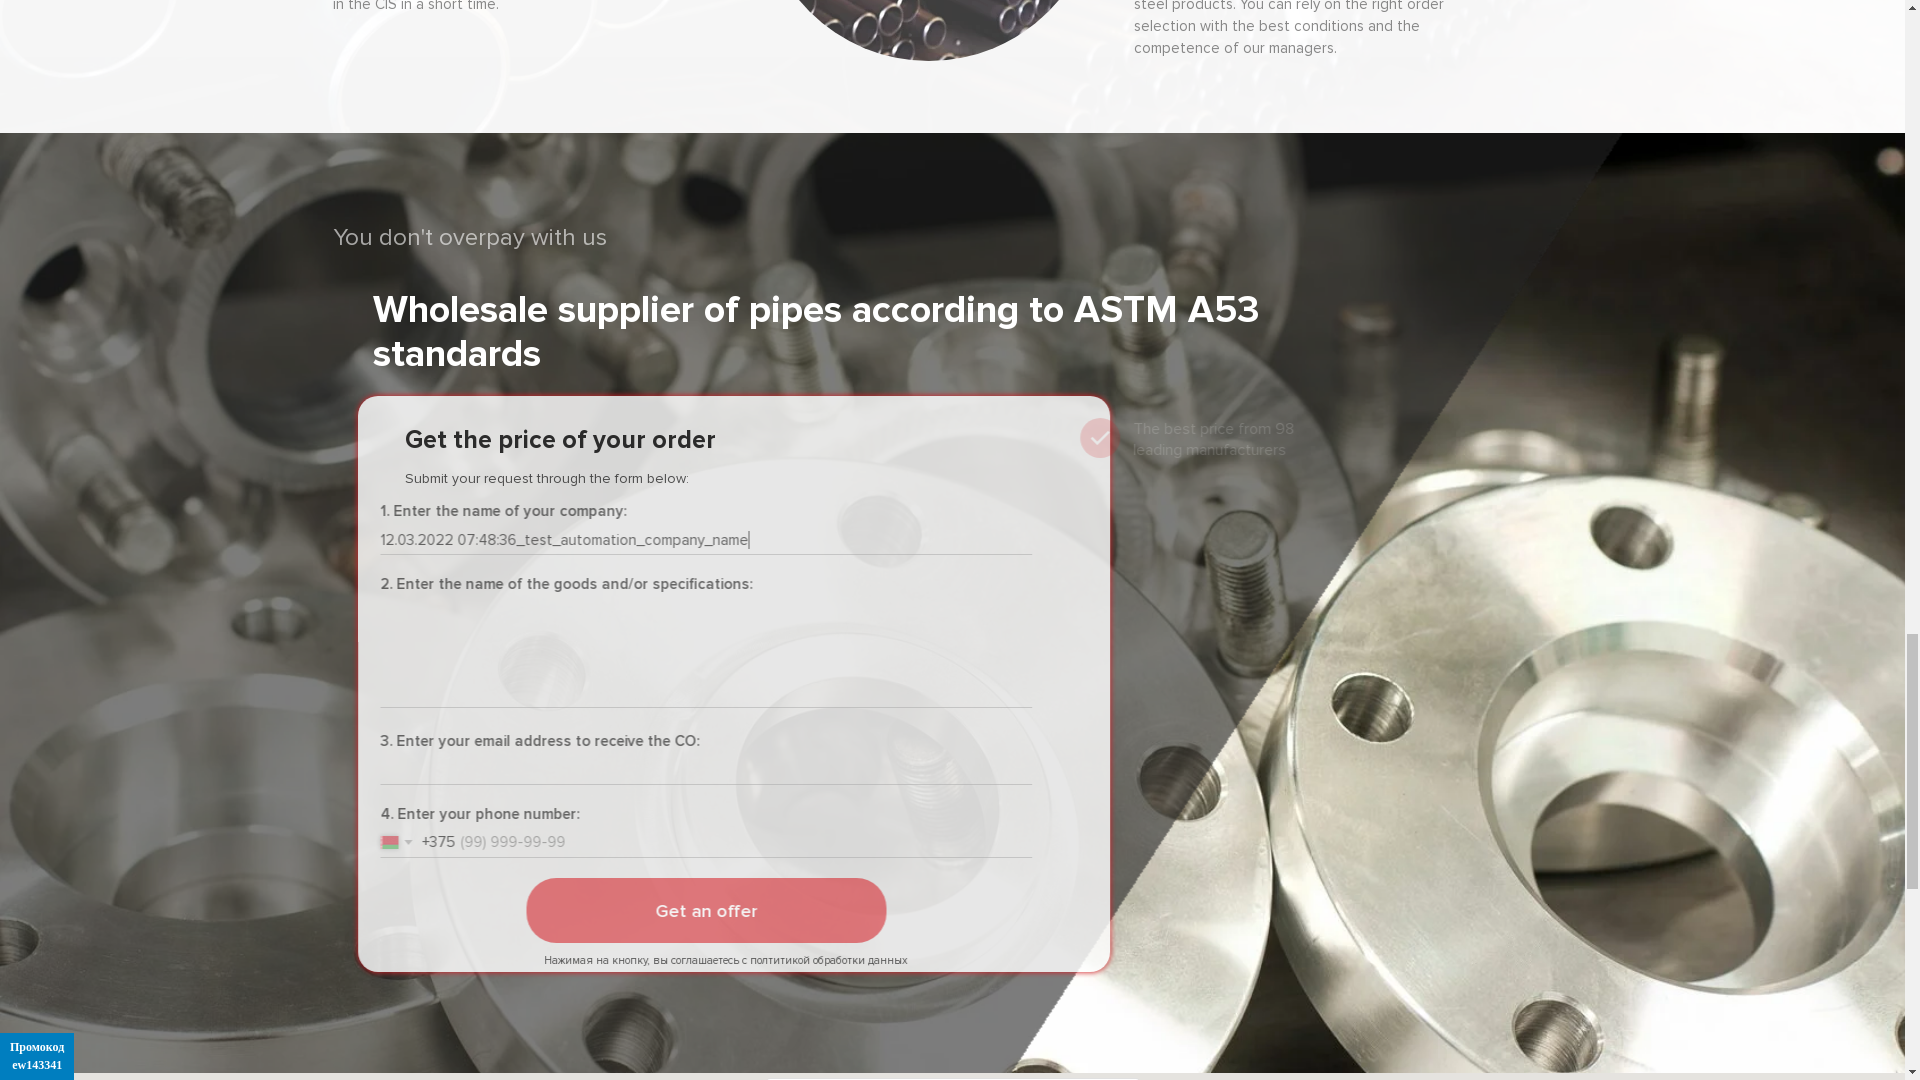 in the CIS in a short time.
steel products. You can rely on the right order
selection with the best conditions and the
competence of our managers.
You don't overpay with us
Wholesale supplier of pipes according to ASTM A53
standards
Get the price of your order
Submit your request through the form below:
The best price from 98
leading manufacturers
1. Enter the name of your company:
12.03.2022 07:48:36_test_automation_company_name
2. Enter the name of the goods and/or specifications:
3. Enter your email address to receive the CO:
4. Enter your phone number:
+375 (99) 999-99-99
Get an offer
Нажимая на кнопку, вы соглашаетесь с полтитикой обработки данных
Промокод
ew143341